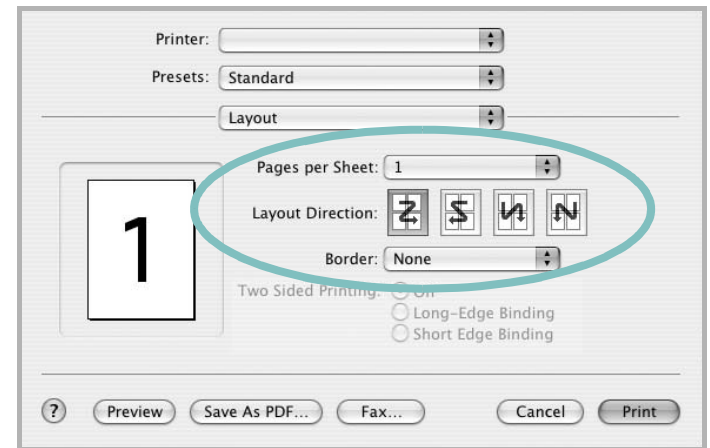 Printer:
Presets: Standard
Layout
Pages per Sheet: 1
Layout Direction:
Border: None
1
Two Sided Printing: Off
Long-Edge Binding
Short Edge Binding
? Preview Save As PDF... Fax... Cancel Print